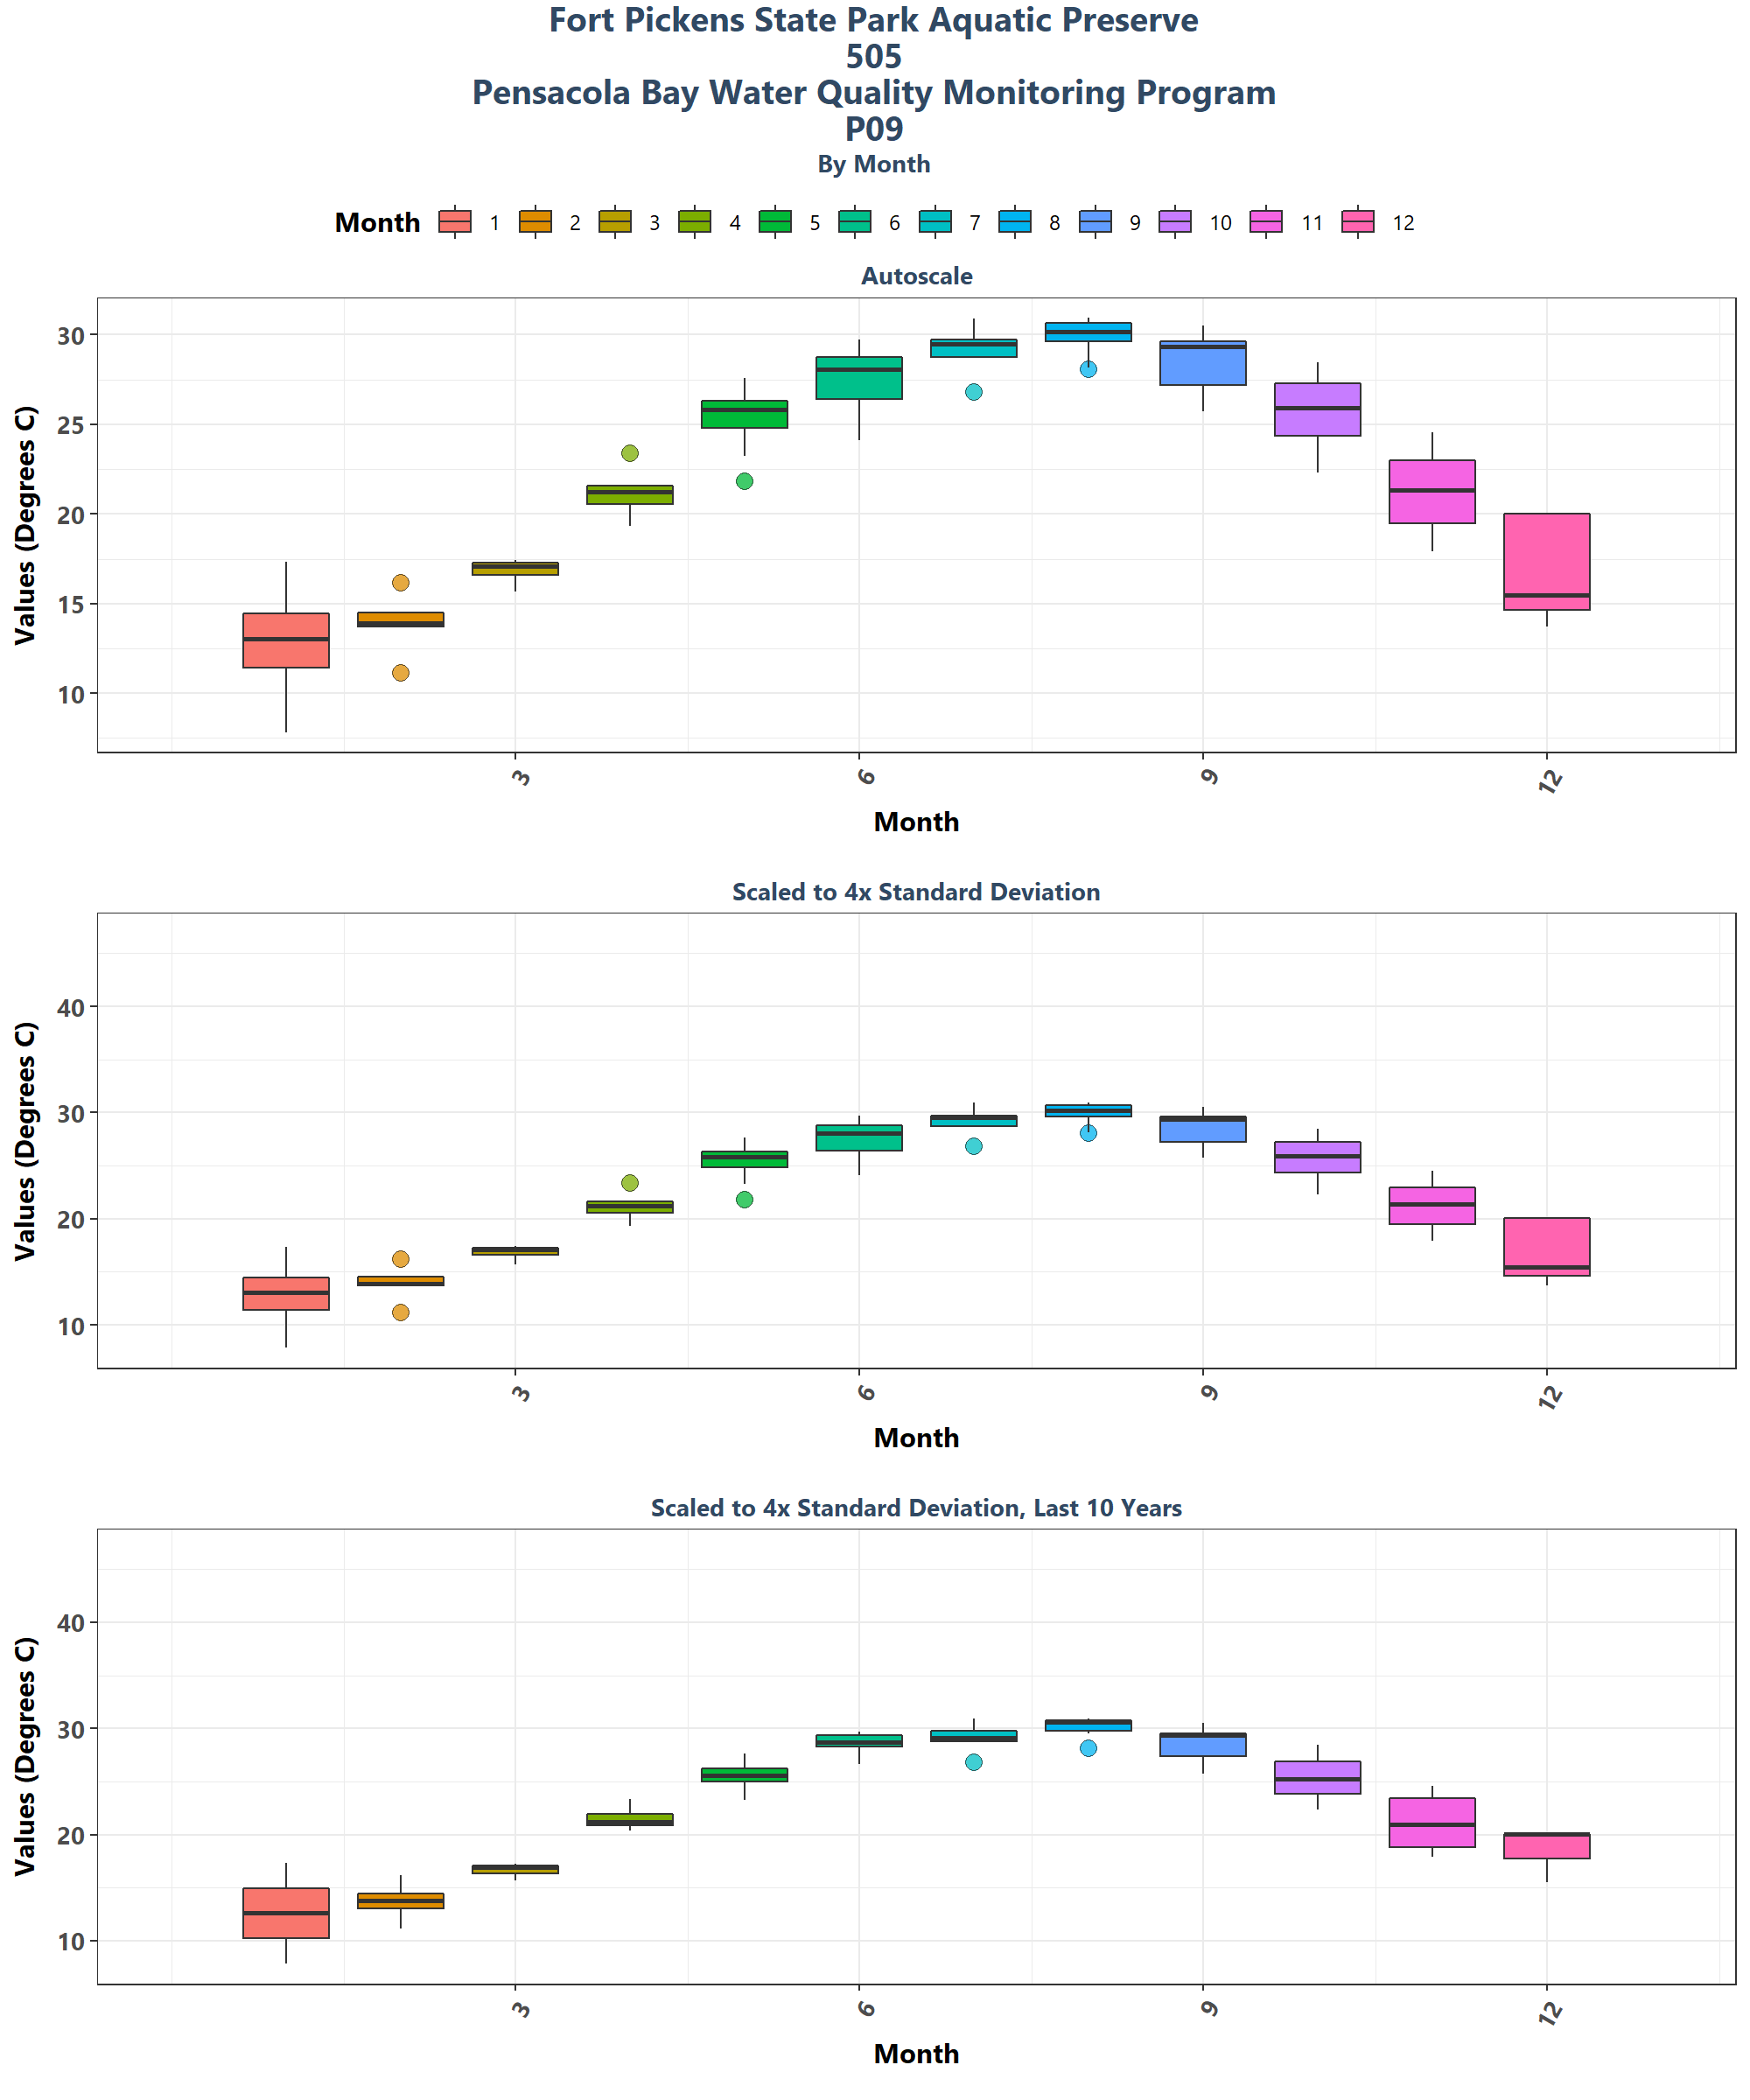 Fort Pickens State Park Aquatic Preserve
505
Pensacola Bay Water Quality Monitoring Program
P09
By Month
Month 1 2 3 4 5 6 7 8 9 10 11 12
Autoscale
Values (Degrees C)
30
25
20
15
10
3 6 9 12
Month
Scaled to 4x Standard Deviation
Values (Degrees C)
40
30
20
10
3 6 9 12
Month
Scaled to 4x Standard Deviation, Last 10 Years
Values (Degrees C)
40
30
20
10
3 6 9 12
Month